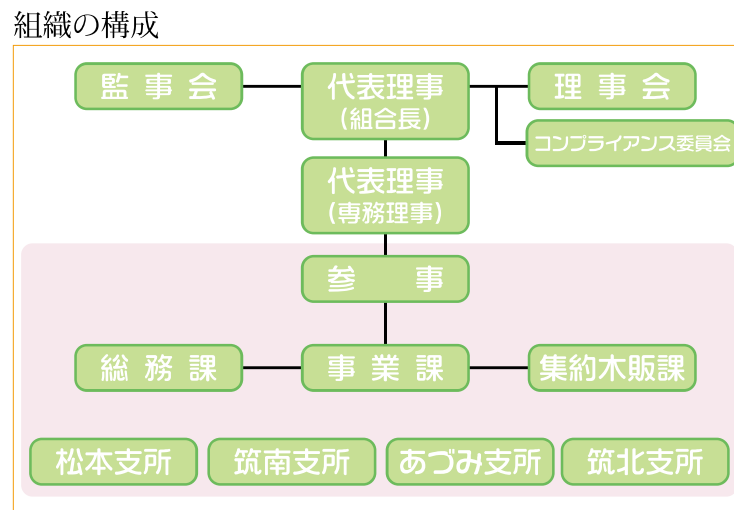 組織の構成
監事会
代表理事
(組合長)
理事会
コンプライアンス委員会
代表理事
(専務理事)
参事
総務課
事業課
集約木販課
松本支所
筑南支所
あづみ支所
筑北支所